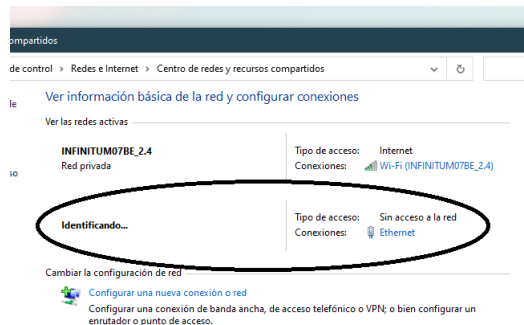 ompartidos
de control > Redes e Internet > Centro de redes y recursos compartidos
le
Ver información básica de la red y configurar conexiones
Ver las redes activas
INFINITUM07BE_2.4
Red privada
Tipo de acceso: Internet
Conexiones: Wi-Fi (INFINITUM07BE_2.4)
so
Identificando...
Tipo de acceso: Sin acceso a la red
Conexiones: Ethernet
Cambiar la configuración de red
Configurar una nueva conexión o red
Configurar una conexión de banda ancha, de acceso telefónico o VPN; o bien configurar un
enrutador o punto de acceso.